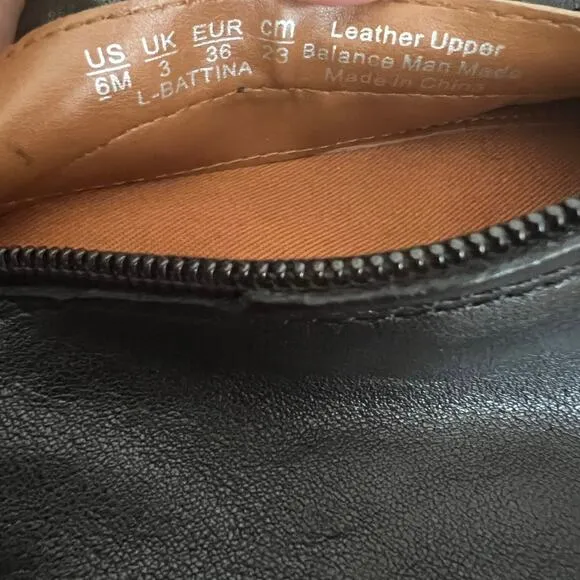 US UK EUR cm Leather Upper
6M 3 36 23 Balance Man Made
L-BATTINA Made in China